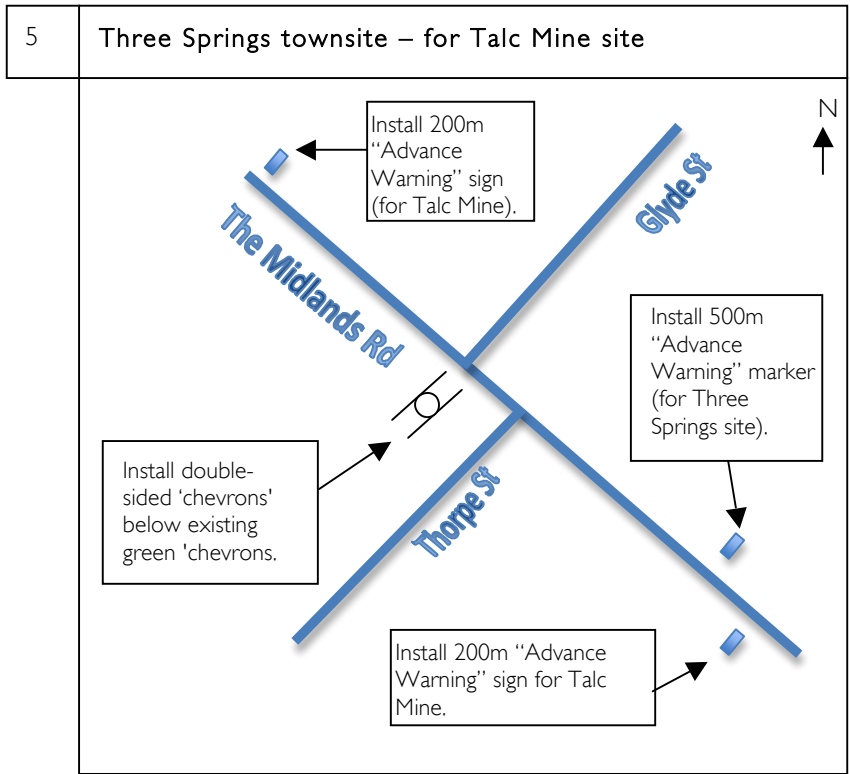 5
Three Springs townsite – for Talc Mine site
N
Install 200m
“Advance
Warning” sign
(for Talc Mine).
Glyde St
The Midlands Rd
Install 500m
“Advance
Warning” marker
(for Three
Springs site).
Install double-
sided ‘chevrons'
below existing
green 'chevrons.
Thorpe St
Install 200m “Advance
Warning” sign for Talc
Mine.